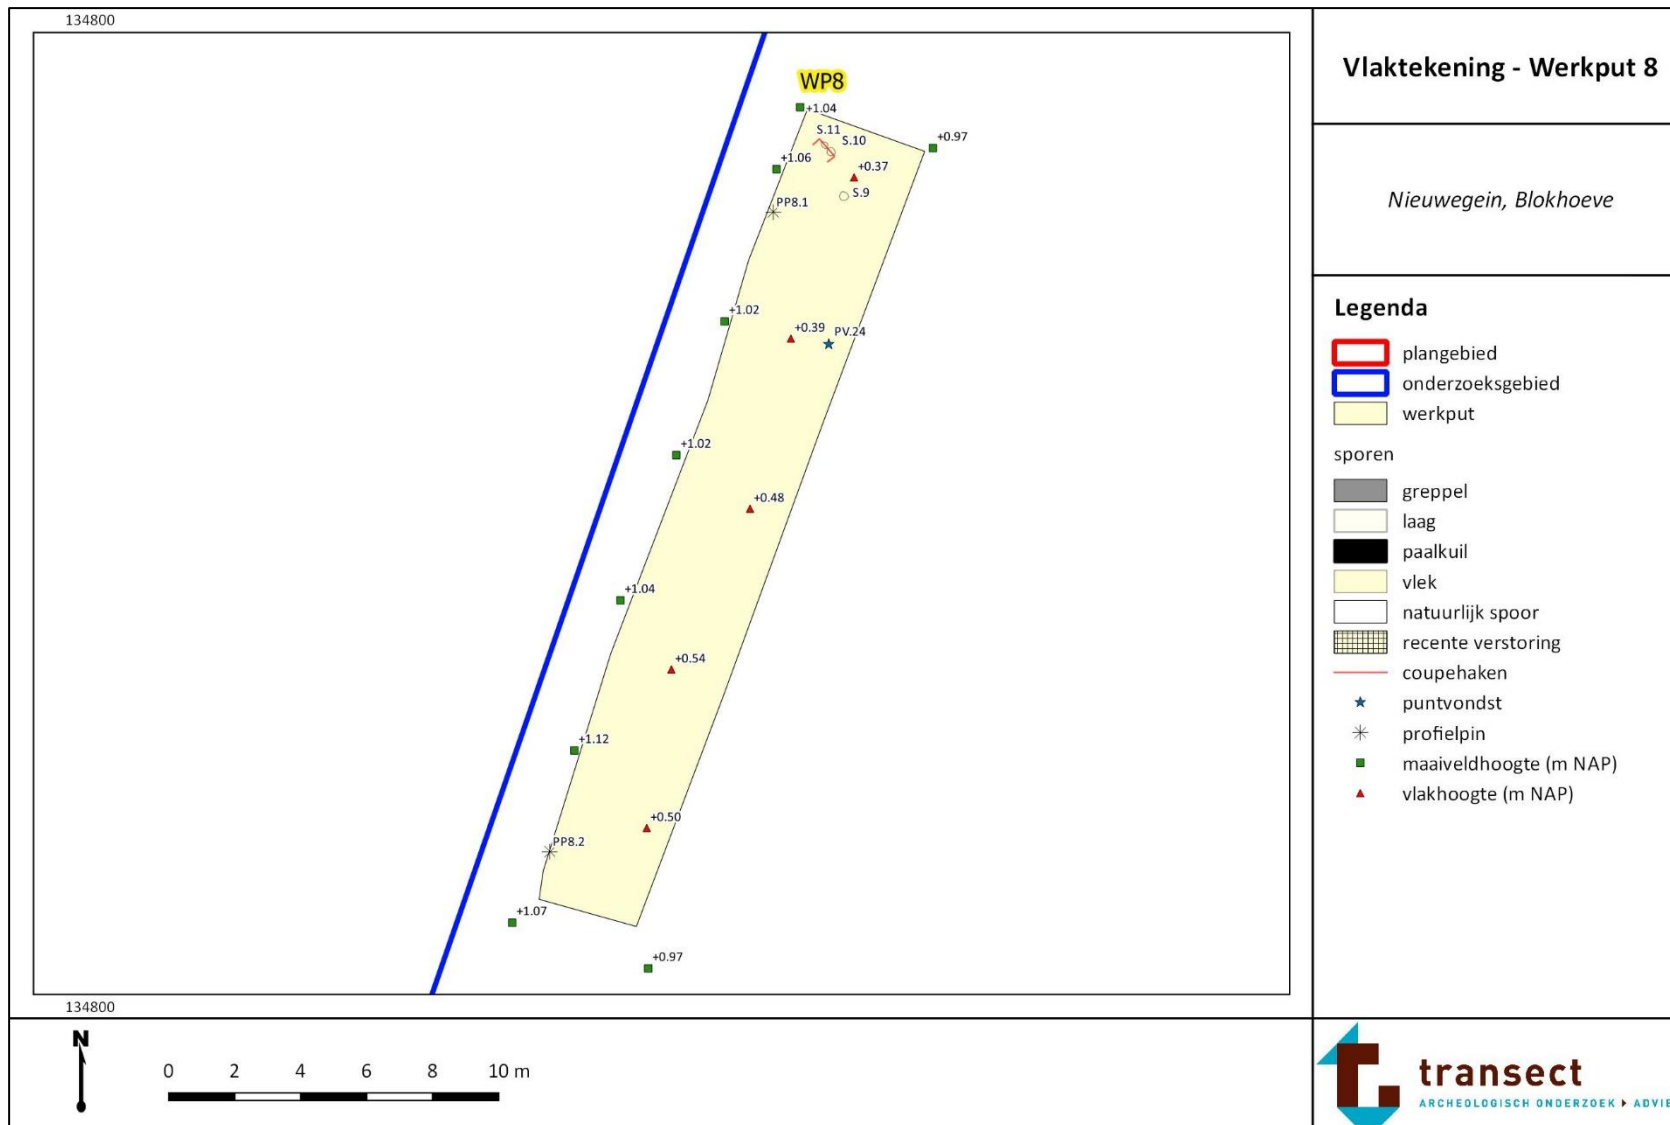 134800
WP8
+1.04
S.11
S.10
+0.97
+1.06
+0.37
S.9
PP8.1
+1.02
+0.39
PV.24
+1.02
+0.48
+1.04
+0.54
+1.12
+0.50
PP8.2
+1.07
+0.97
134800
N
0 2 4 6 8 10 m
Vlaktekening - Werkput 8
Nieuwegein, Blokhoeve
Legenda
plangebied
onderzoeksgebied
werkput
sporen
greppel
laag
paalkuil
vlek
natuurlijk spoor
recente verstoring
coupehaken
puntvondst
profielpin
maaiveldhoogte (m NAP)
vlakhoogte (m NAP)
transect
ARCHEOLOGISCH ONDERZOEK ▸ ADVIE